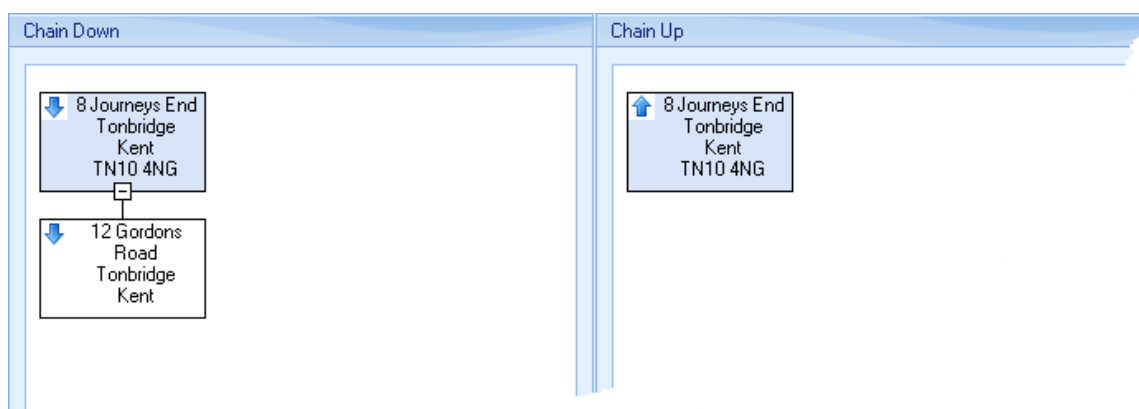 Chain Down
8 Journeys End
Tonbridge
Kent
TN10 4NG
12 Gordons
Road
Tonbridge
Kent
Chain Up
8 Journeys End
Tonbridge
Kent
TN10 4NG